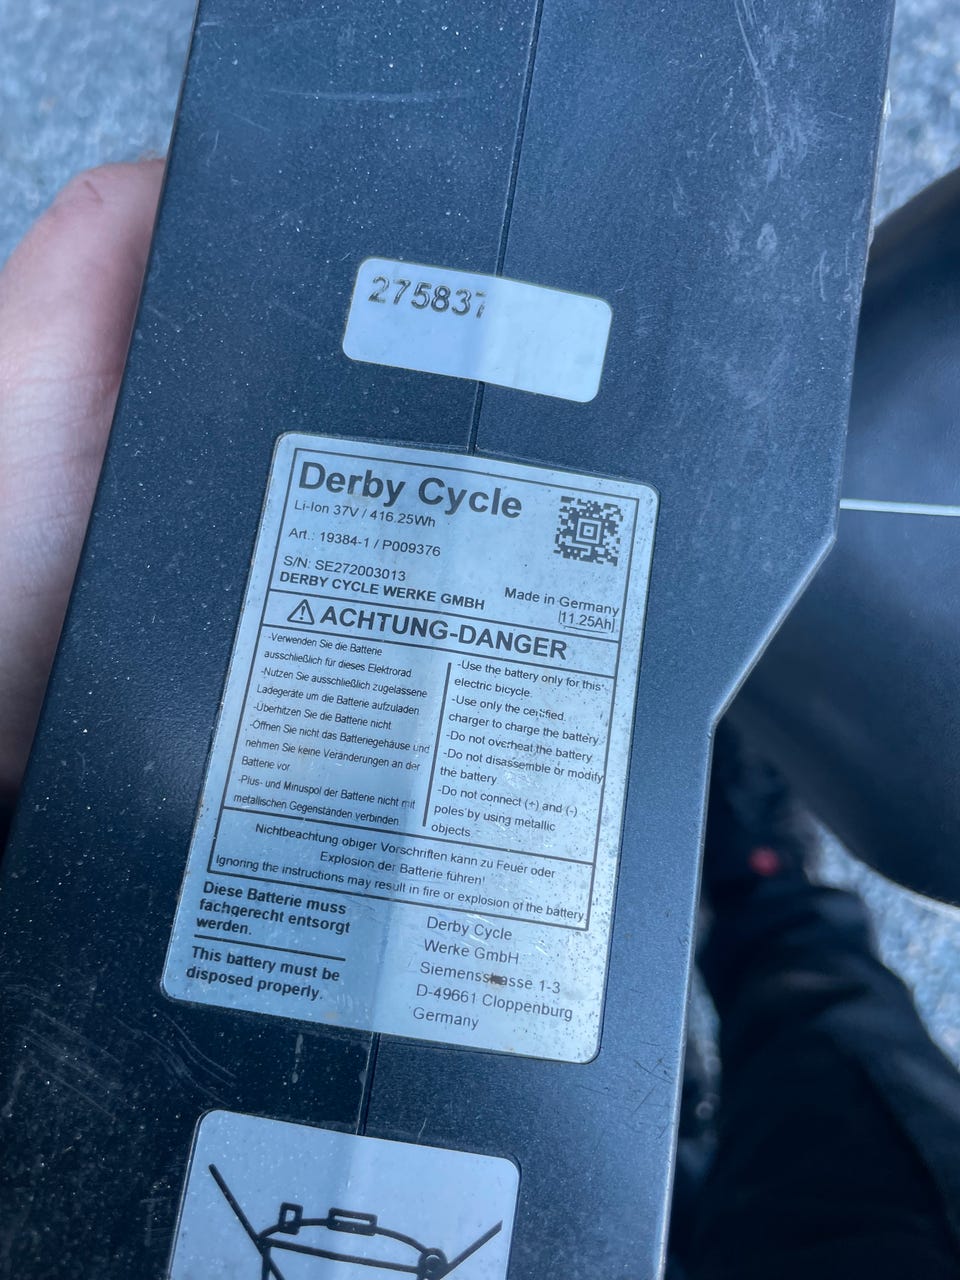 275837
Derby Cycle
Li-Ion 37V / 416.25Wh
Art.: 19384-1 / P009376
S/N: SE272003013
DERBY CYCLE WERKE GMBH
Made in Germany
11.25Ah
ACHTUNG-DANGER
-Verwenden Sie die Batterie
ausschließlich für dieses Elektrorad
-Nutzen Sie ausschließlich zugelassene
Ladegeräte um die Batterie aufzuladen
-Überhitzen Sie die Batterie nicht
-Öffnen Sie nicht das Batteriegehäuse und
nehmen Sie keine Veränderungen an der
Batterie vor
-Plus- und Minuspol der Batterie nicht mit
metallischen Gegenständen verbinden.
-Use the battery only for this
electric bicycle.
-Use only the certified
charger to charge the battery
-Do not overheat the battery
-Do not disassemble or modify
the battery
-Do not connect (+) and (-)
poles by using metallic
objects
Nichtbeachtung obiger Vorschriften kann zu Feuer oder
Explosion der Batterie führen!
Ignoring the instructions may result in fire or explosion of the battery
Diese Batterie muss
fachgerecht entsorgt
werden.
This battery must be
disposed properly.
Derby Cycle
Werke GmbH
Siemensstrasse 1-3
D-49661 Cloppenburg
Germany